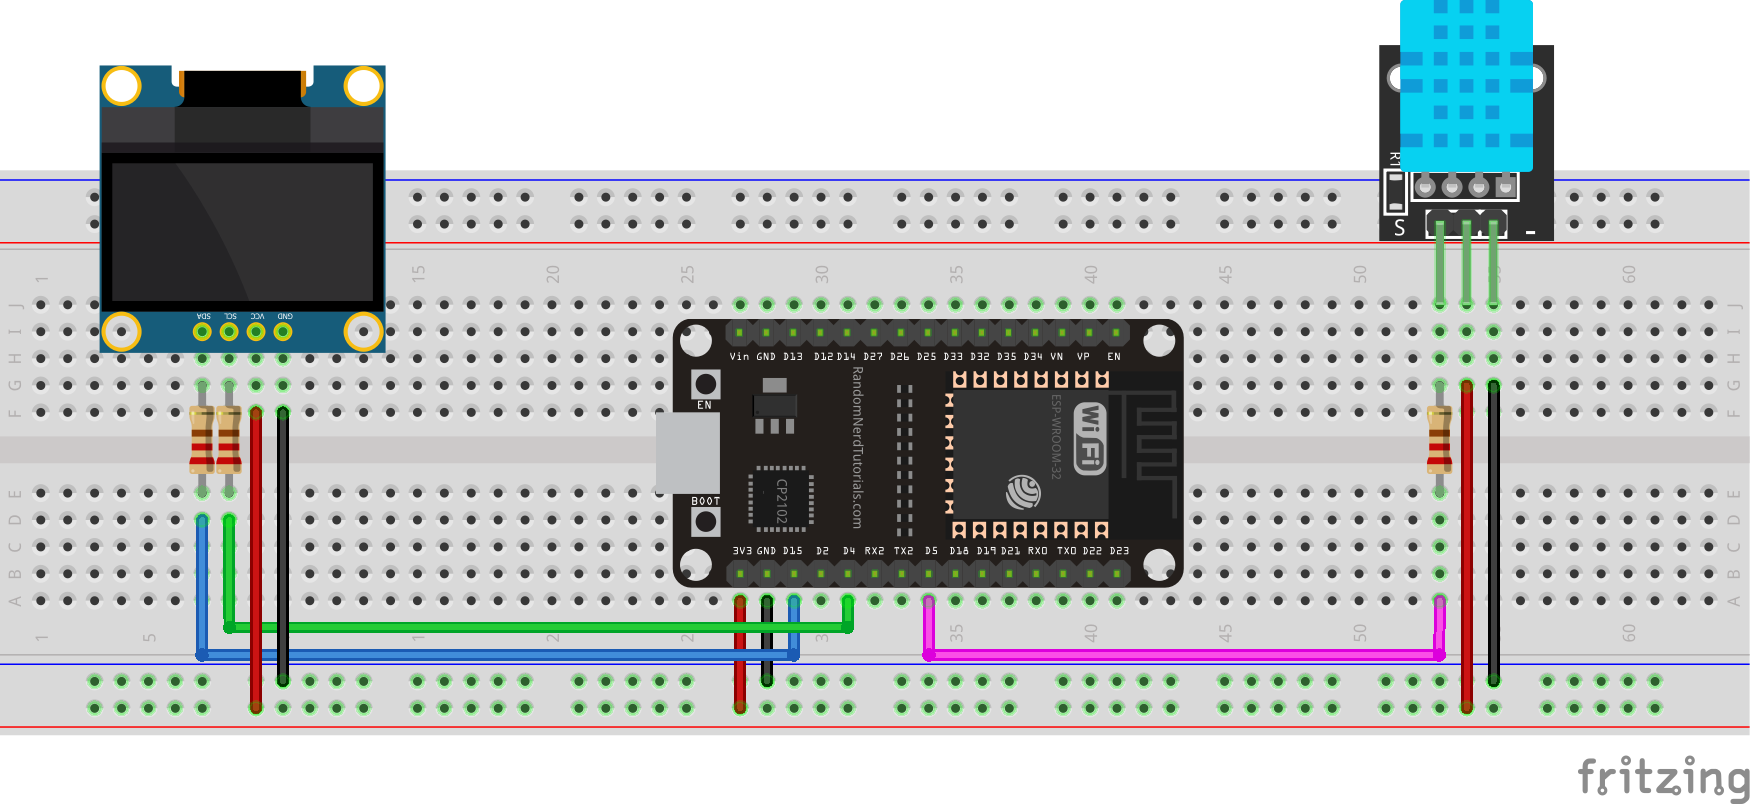 R1
S -
1 15 20 25 30 35 40 45 50 55 60
J J
SDA SCL VCC GND
I I
H H
Vin GND D13 D12 D14 D27 D26 D25 D33 D32 D35 D34 VN VP EN
G G
EN
F F
RandomNerdTutorials.com
ESP-WROOM-32
WiFi
CP2102
E E
BOOT
D D
C C
3V3 GND D15 D2 D4 RX2 TX2 D5 D18 D19 D21 RX0 TX0 D22 D23
B B
A A
1 5 1 2 3 35 40 45 50 60
fritzing